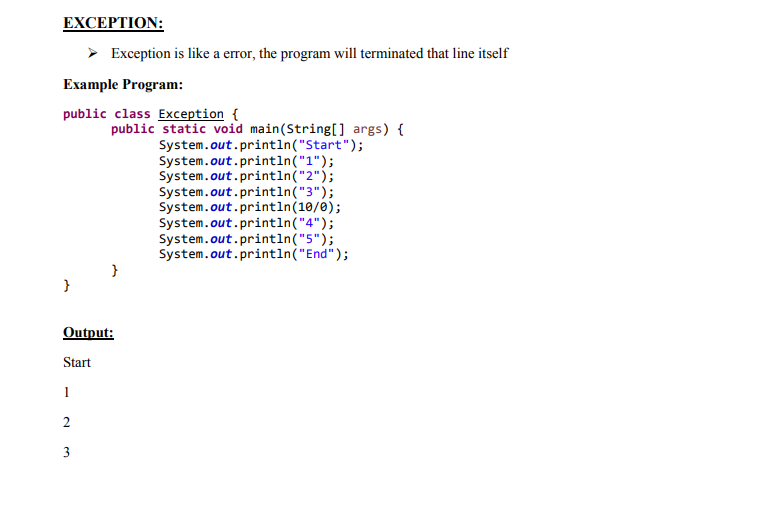 EXCEPTION:
➢ Exception is like a error, the program will terminated that line itself
Example Program:
public class Exception {
public static void main(String[] args) {
System.out.println("Start");
System.out.println("1");
System.out.println("2");
System.out.println("3");
System.out.println(10/0);
System.out.println("4");
System.out.println("5");
System.out.println("End");
}
}
Output:
Start
1
2
3